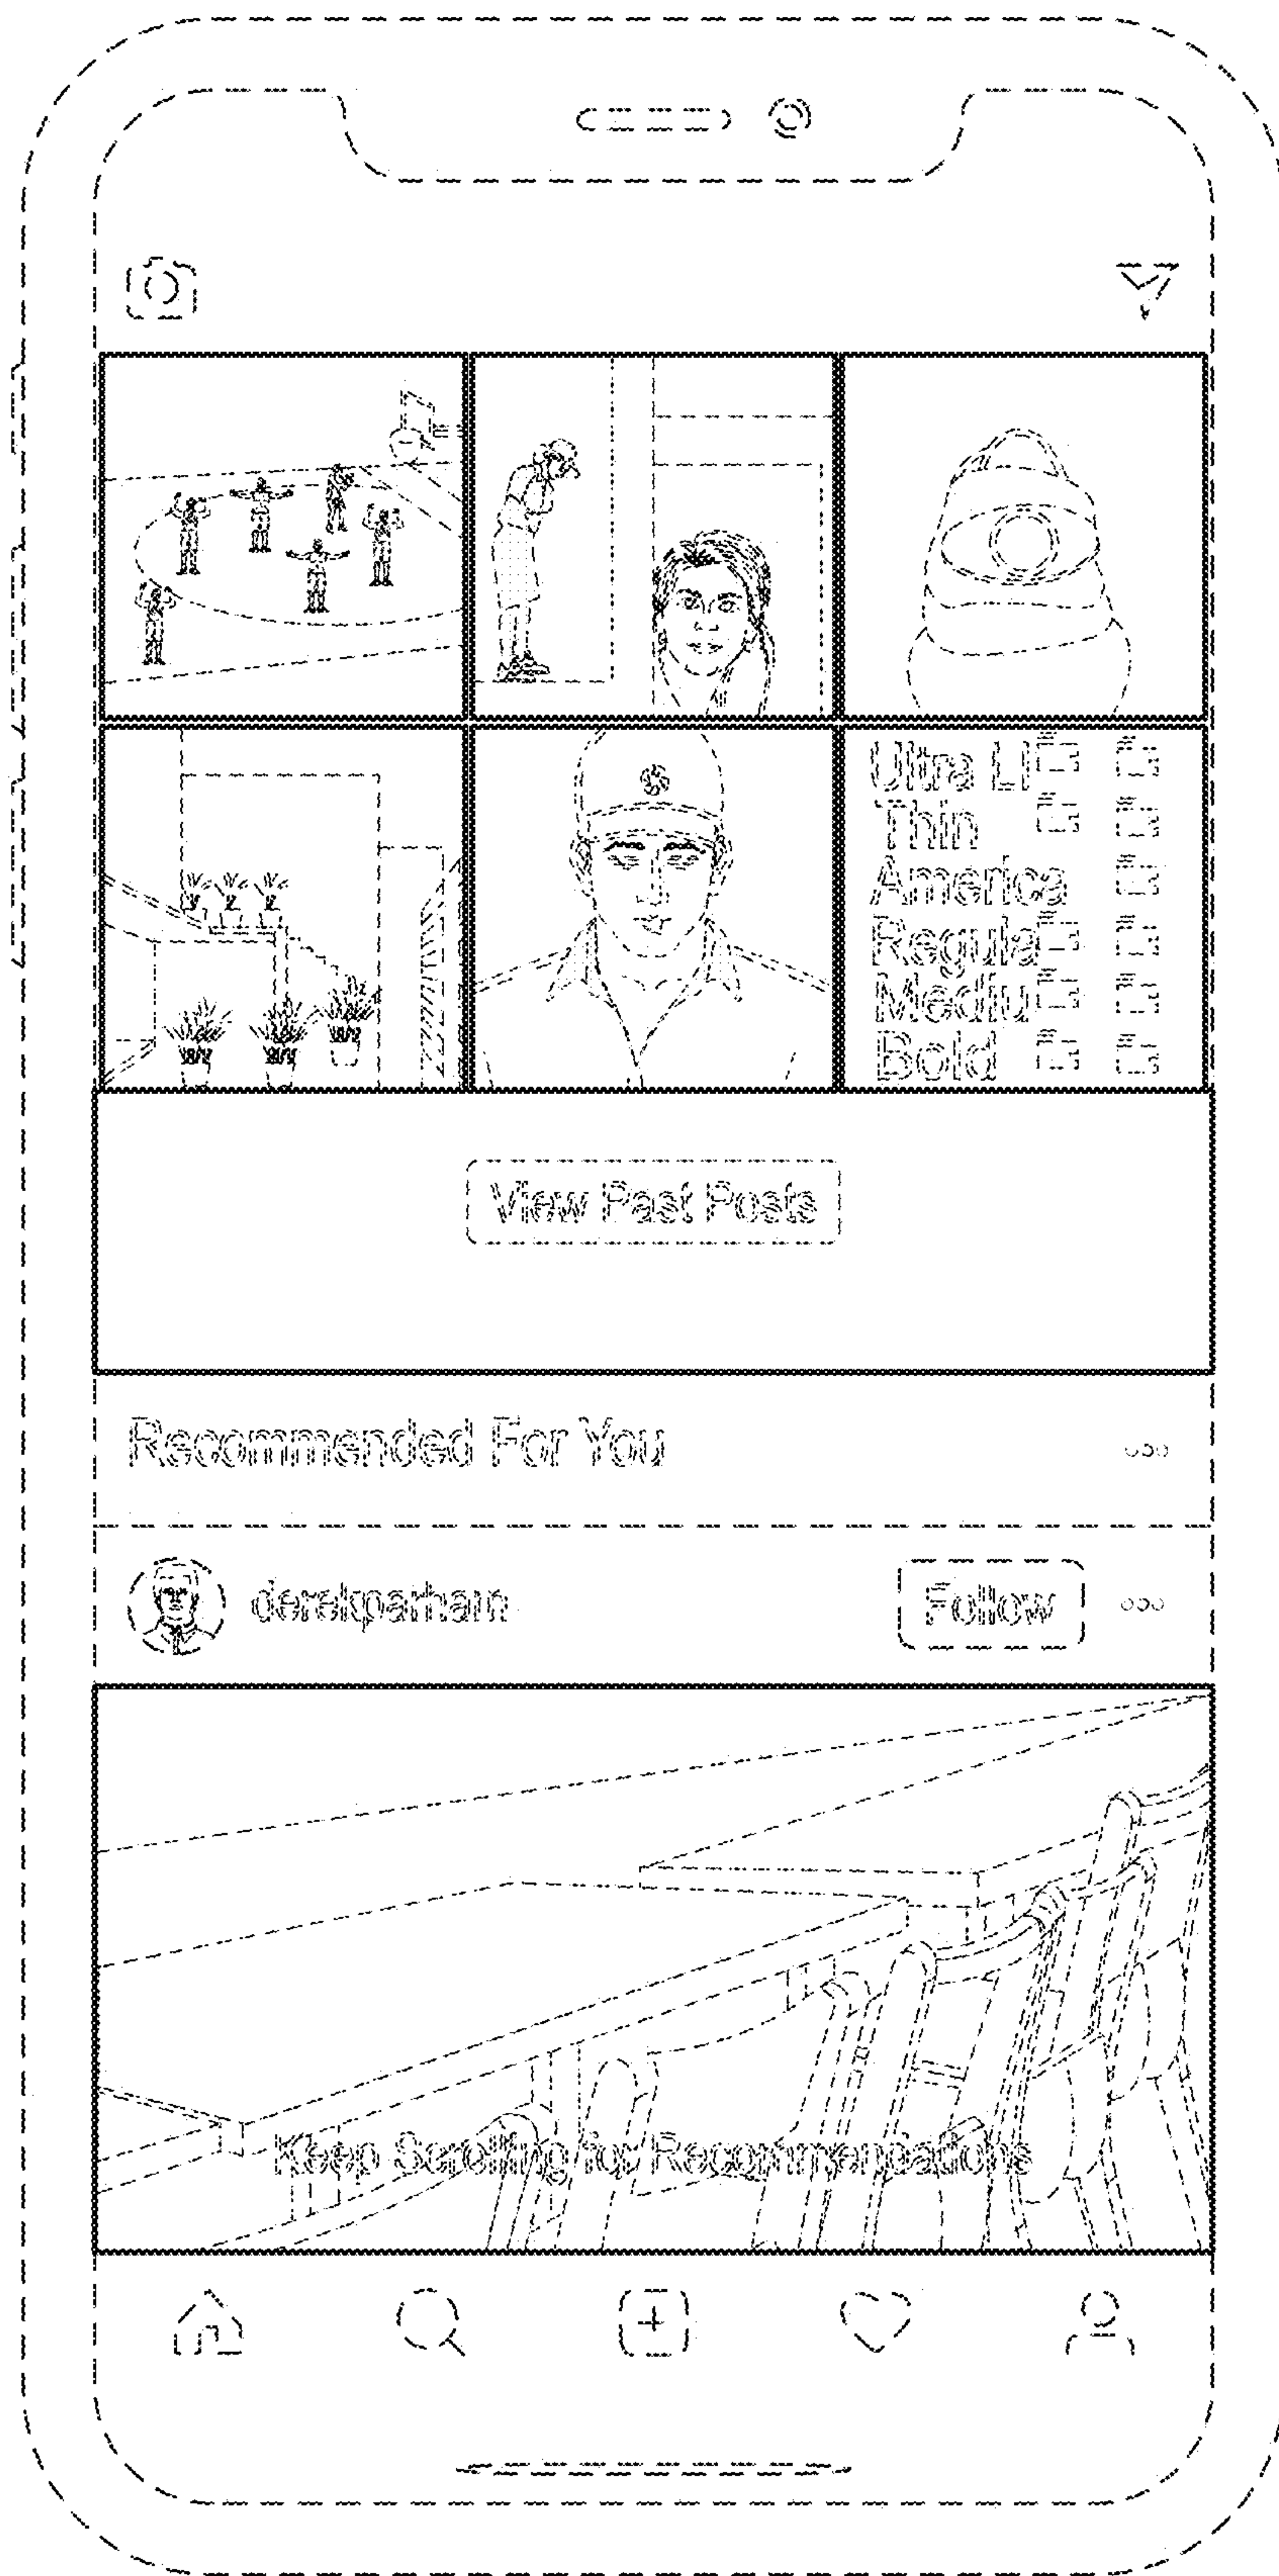 Ultra Li
Thin
America
Regula
Mediu
Bold
View Past Posts
Recommended For You
derekparham
Follow
Keep Scrolling for Recommendations